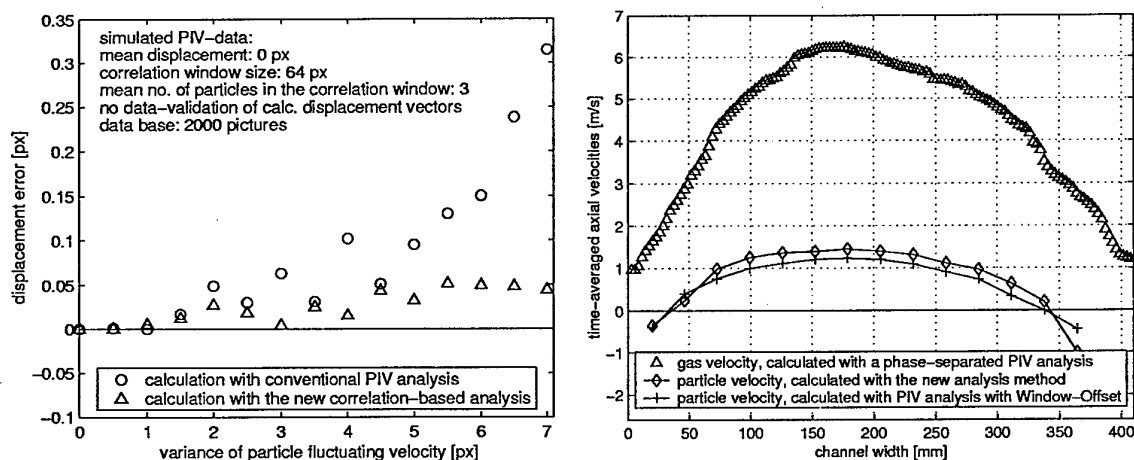 simulated PIV-data:
mean displacement: 0 px
correlation window size: 64 px
mean no. of particles in the correlation window: 3
no data-validation of calc. displacement vectors
data base: 2000 pictures
0.35
0.3
0.25
0.2
0.15
0.1
0.05
0
-0.05
-0.1
displacement error [px]
calculation with conventional PIV analysis
calculation with the new correlation-based analysis
0 1 2 3 4 5 6 7
variance of particle fluctuating velocity [px]
7
6
5
4
3
2
1
0
-1
-2
time-averaged axial velocities [m/s]
gas velocity, calculated with a phase-separated PIV analysis
particle velocity, calculated with the new analysis method
particle velocity, calculated with PIV analysis with Window-Offset
0 50 100 150 200 250 300 350 400
channel width [mm]